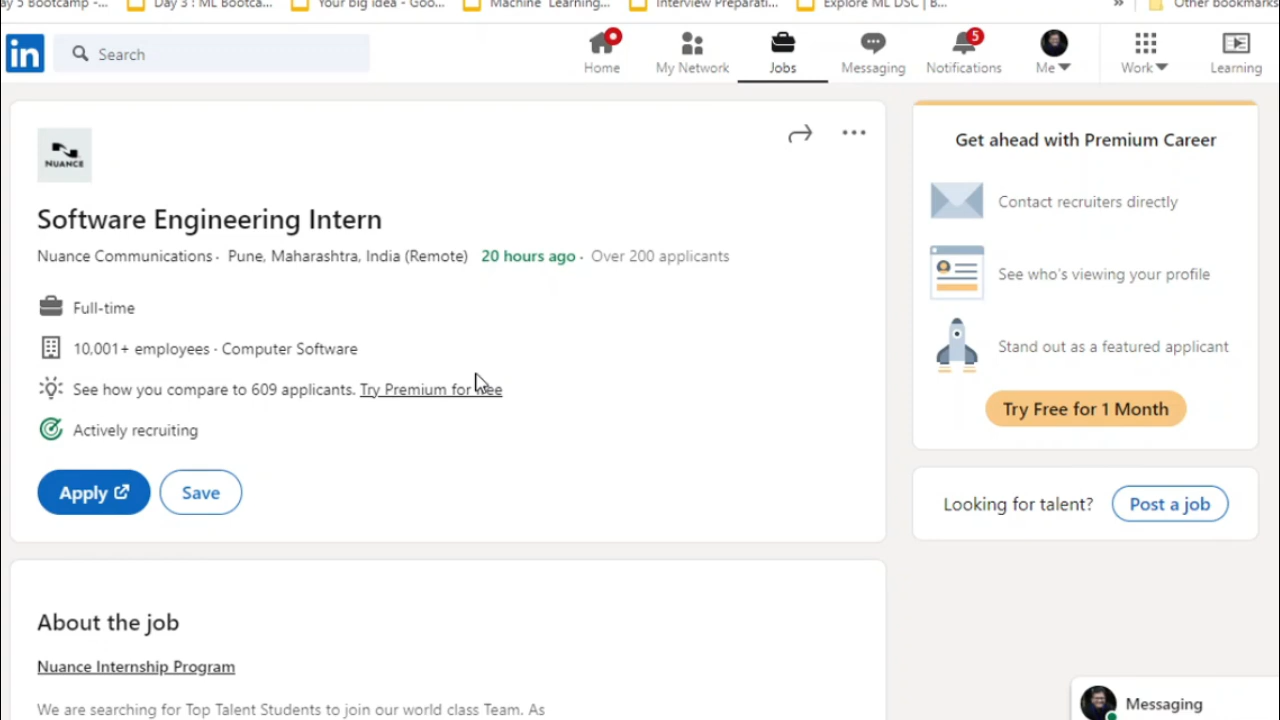 Day 3 : ML Bootca...
Your big idea - Goo...
Machine Learning...
Interview Preparati...
Explore ML DSC | B...
»
Other bookmarks
in
Search
Home
My Network
Jobs
Messaging
5
Notifications
Me
Work
Learning
NUANCE
Software Engineering Intern
Nuance Communications · Pune, Maharashtra, India (Remote) 20 hours ago · Over 200 applicants
Full-time
10,001+ employees · Computer Software
See how you compare to 609 applicants. Try Premium for
Actively recruiting
Apply
Save
Get ahead with Premium Career
Contact recruiters directly
See who's viewing your profile
Stand out as a featured applicant
Try Free for 1 Month
Looking for talent?
Post a job
About the job
Nuance Internship Program
We are searching for Top Talent Students to join our world class Team. As
Messaging